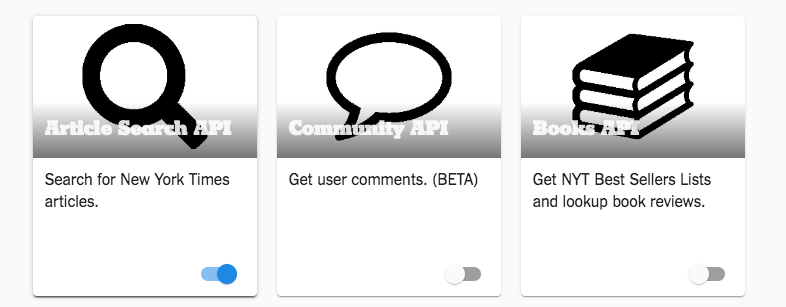 Article Search API
Search for New York Times
articles.
Community API
Get user comments. (BETA)
Books API
Get NYT Best Sellers Lists
and lookup book reviews.